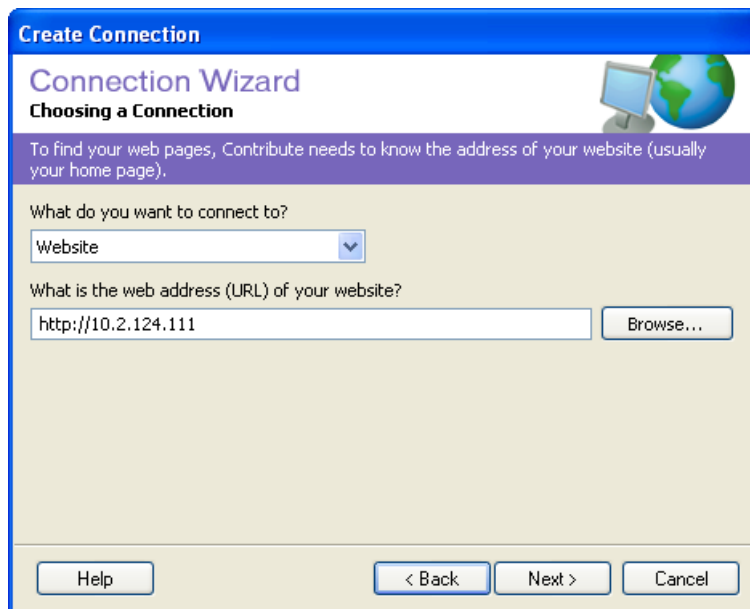 Create Connection
Connection Wizard
Choosing a Connection
To find your web pages, Contribute needs to know the address of your website (usually
your home page).
What do you want to connect to?
Website
What is the web address (URL) of your website?
http://10.2.124.111
Browse...
Help
< Back
Next >
Cancel